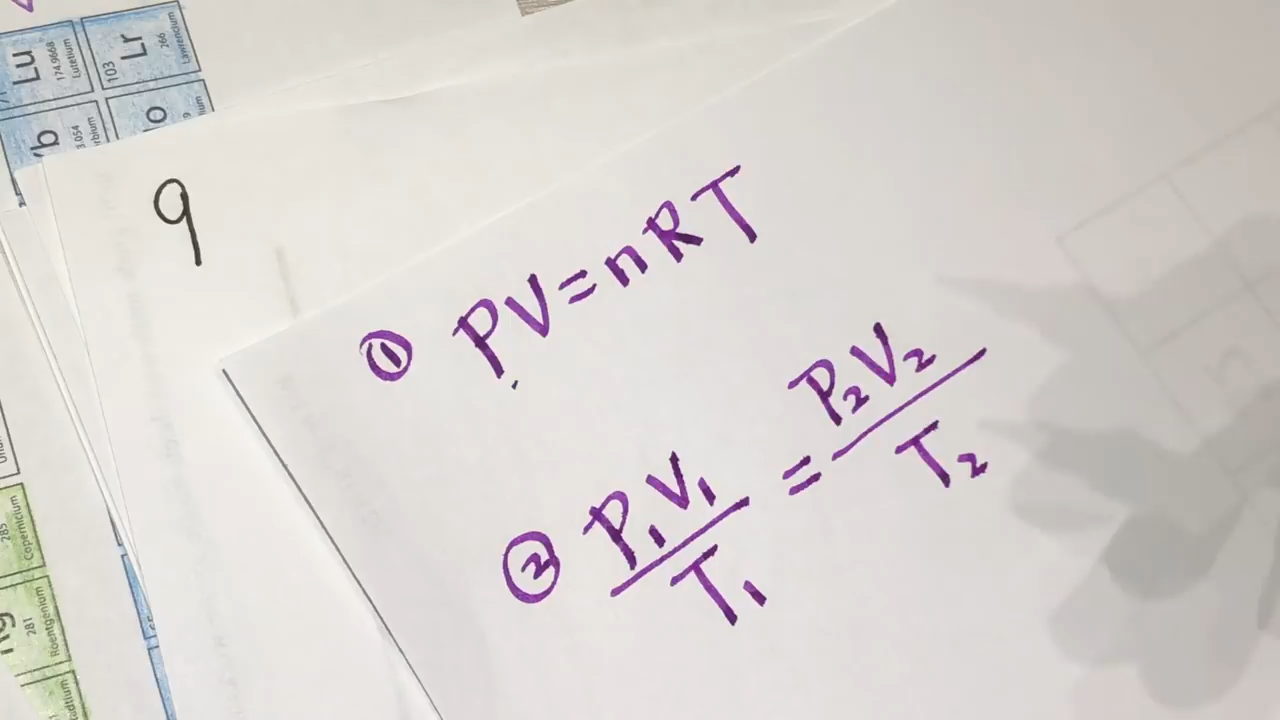 Lu
174.9668
Lutetium
103
Lr
266
Lawrencium
9
① PV=nRT
② P₁V₁/T₁ = P₂V₂/T₂
285
Copernicium
281
Roentgenium